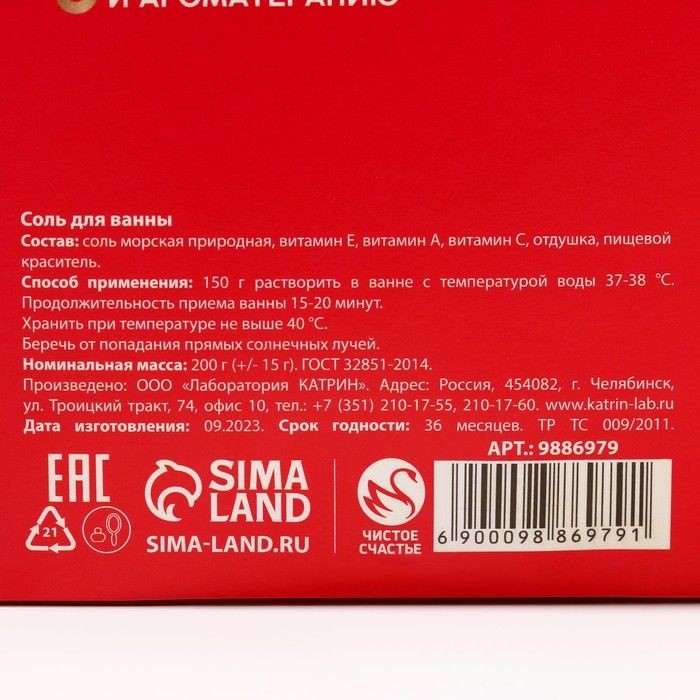 И АРОМАТЕРАПИЮ
Соль для ванны
Состав: соль морская природная, витамин Е, витамин А, витамин С, отдушка, пищевой
краситель.
Способ применения: 150 г растворить в ванне с температурой воды 37-38 °С.
Продолжительность приема ванны 15-20 минут.
Хранить при температуре не выше 40 °С.
Беречь от попадания прямых солнечных лучей.
Номинальная масса: 200 г (+/- 15 г). ГОСТ 32851-2014.
Произведено: ООО «Лаборатория КАТРИН». Адрес: Россия, 454082, г. Челябинск,
ул. Троицкий тракт, 74, офис 10, тел.: +7 (351) 210-17-55, 210-17-60. www.katrin-lab.ru
Дата изготовления: 09.2023. Срок годности: 36 месяцев. ТР ТС 009/2011.
АРТ.: 9886979
EAC
21
SIMA
LAND
SIMA-LAND.RU
ЧИСТОЕ
СЧАСТЬЕ
6 900098 869791